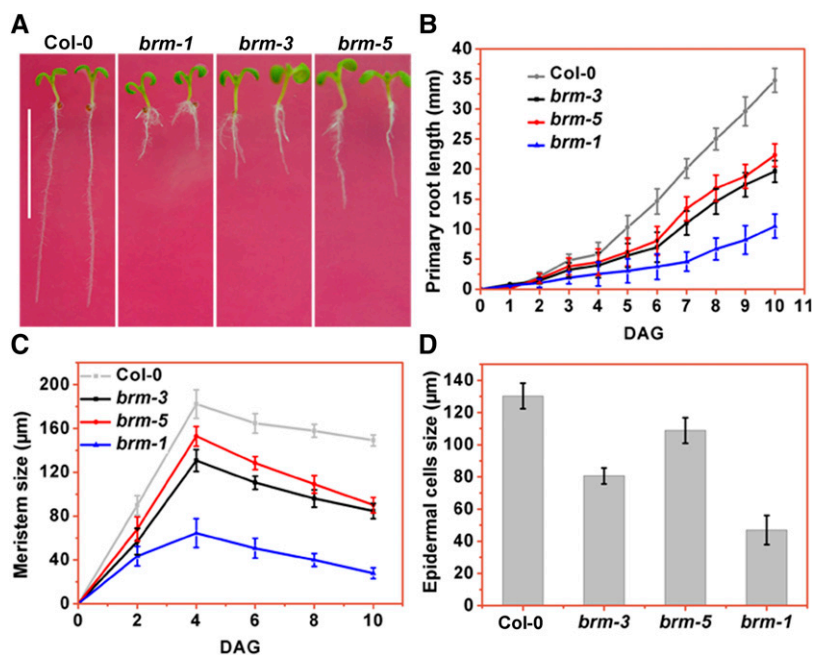 A
Col-0 brm-1 brm-3 brm-5
B
Primary root length (mm)
40
35
30
25
20
15
10
5
0
Col-0
brm-3
brm-5
brm-1
0 1 2 3 4 5 6 7 8 9 10 11
DAG
C
Meristem size (µm)
200
160
120
80
40
0
Col-0
brm-3
brm-5
brm-1
0 2 4 6 8 10
DAG
D
Epidermal cells size (µm)
140
120
100
80
60
40
20
0
Col-0 brm-3 brm-5 brm-1